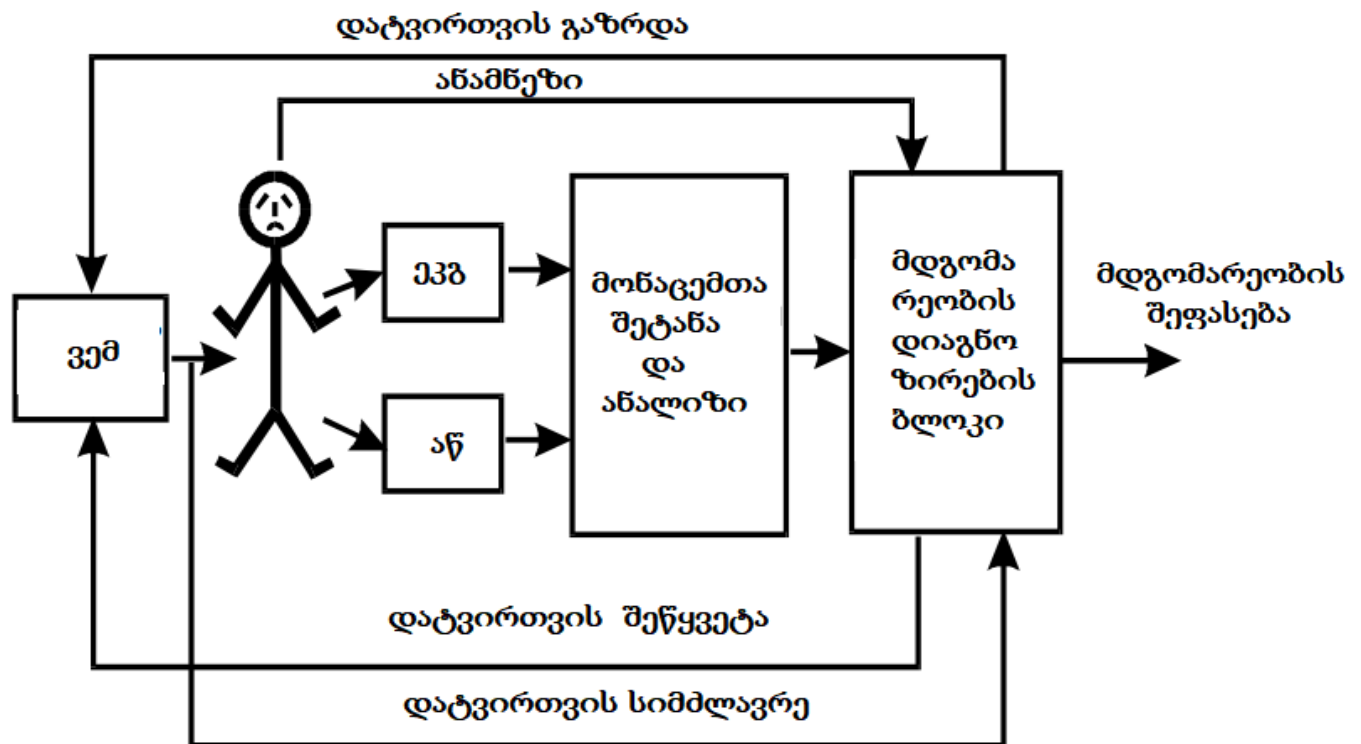 დატვირთვის გაზრდა
ანამნეზი
ვემ
ეკგ
აწ
მონაცემთა
შეტანა
და
ანალიზი
მდგომა
რეობის
დიაგნო
ზირების
ბლოკი
მდგომარეობის
შეფასება
დატვირთვის შეწყვეტა
დატვირთვის სიმძლავრე